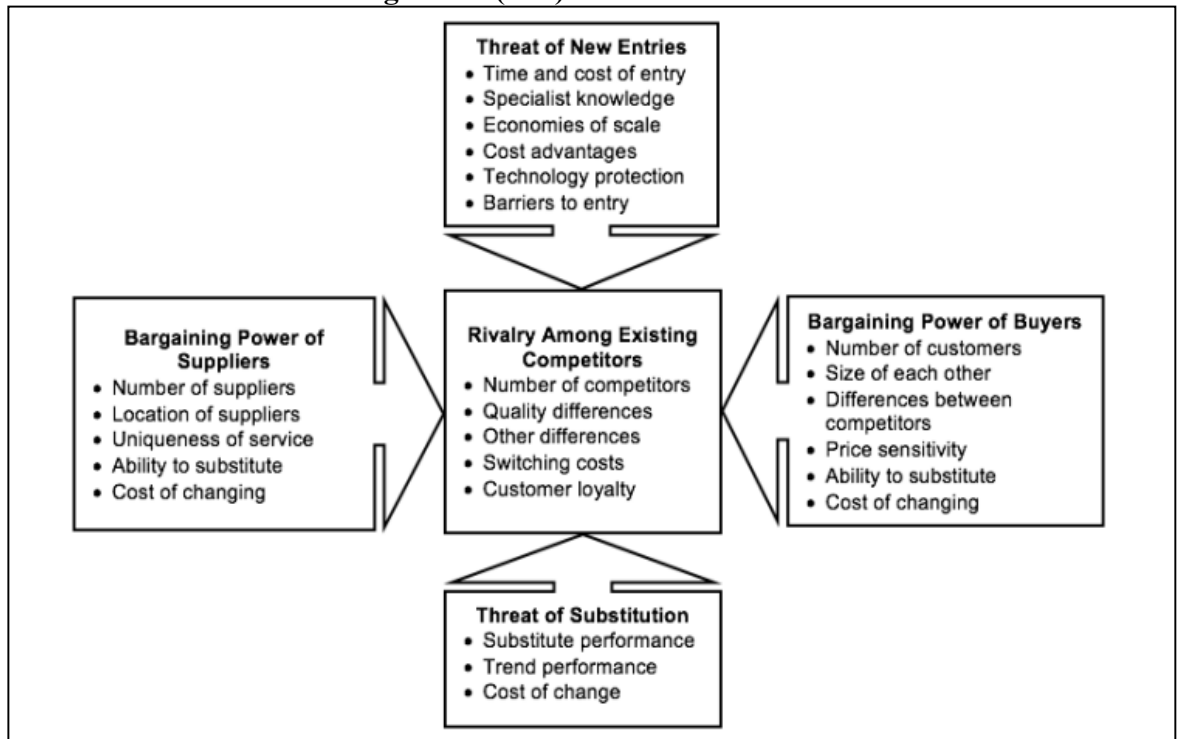 Threat of New Entries
• Time and cost of entry
• Specialist knowledge
• Economies of scale
• Cost advantages
• Technology protection
• Barriers to entry
Bargaining Power of
Suppliers
• Number of suppliers
• Location of suppliers
• Uniqueness of service
• Ability to substitute
• Cost of changing
Rivalry Among Existing
Competitors
• Number of competitors
• Quality differences
• Other differences
• Switching costs
• Customer loyalty
Bargaining Power of Buyers
• Number of customers
• Size of each other
• Differences between
competitors
• Price sensitivity
• Ability to substitute
• Cost of changing
Threat of Substitution
• Substitute performance
• Trend performance
• Cost of change